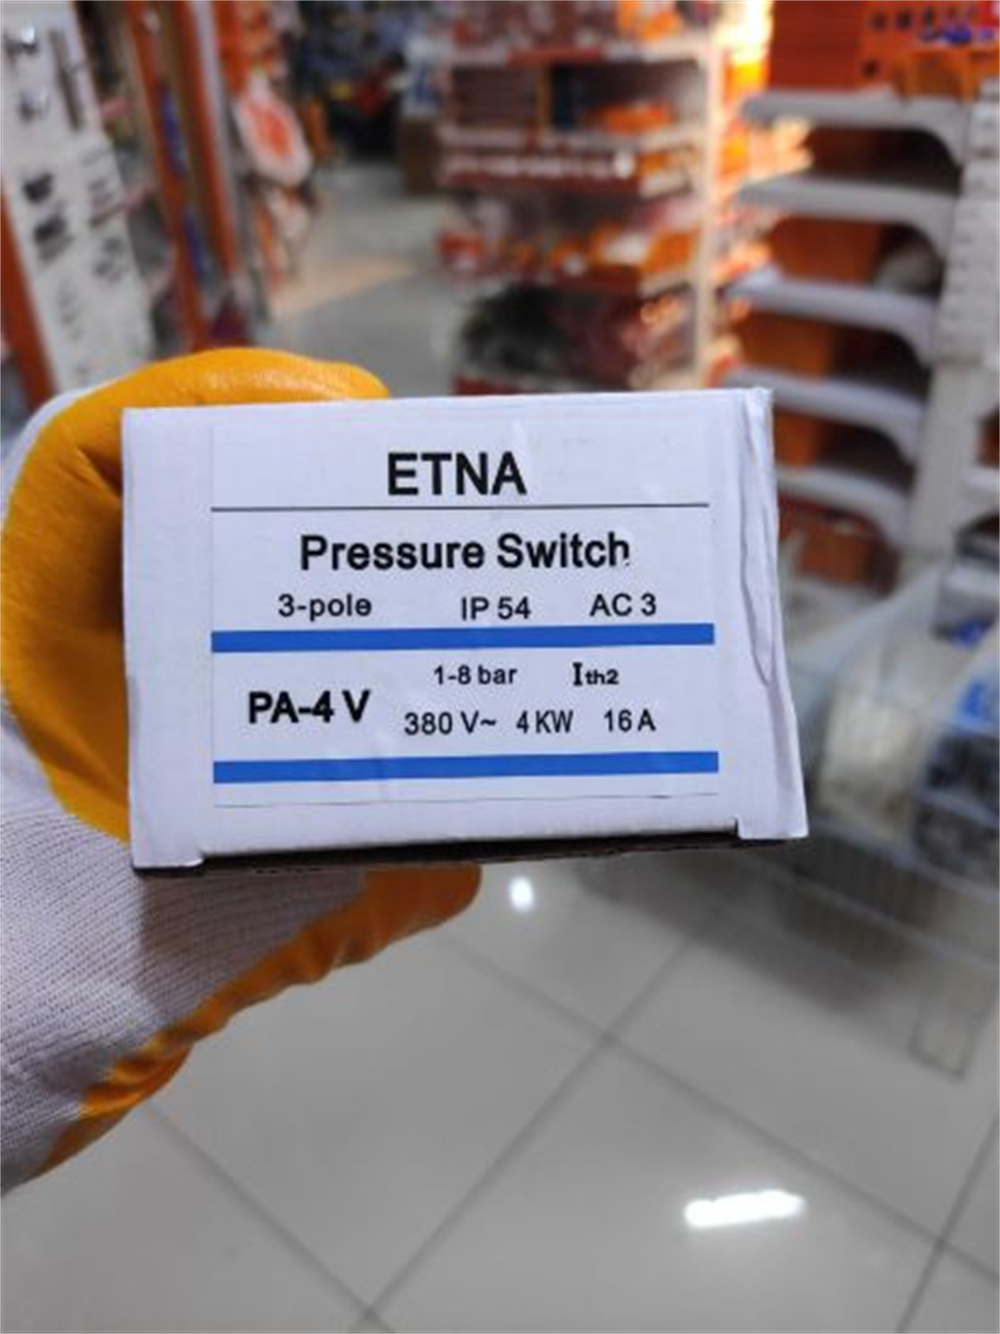 ETNA
Pressure Switch
3-pole IP 54 AC 3
1-8 bar Ith2
PA-4 V 380 V~ 4 KW 16 A